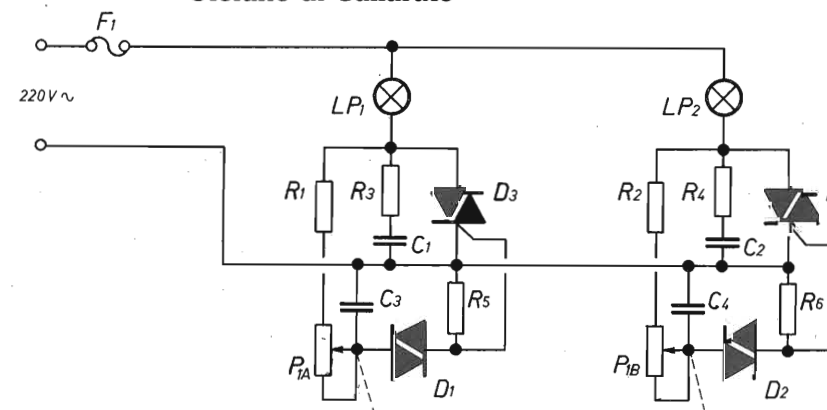 F1
220V~
LP1
LP2
R1
R3
D3
R2
R4
C1
C2
C3
R5
C4
R6
P1A
D1
P1B
D2